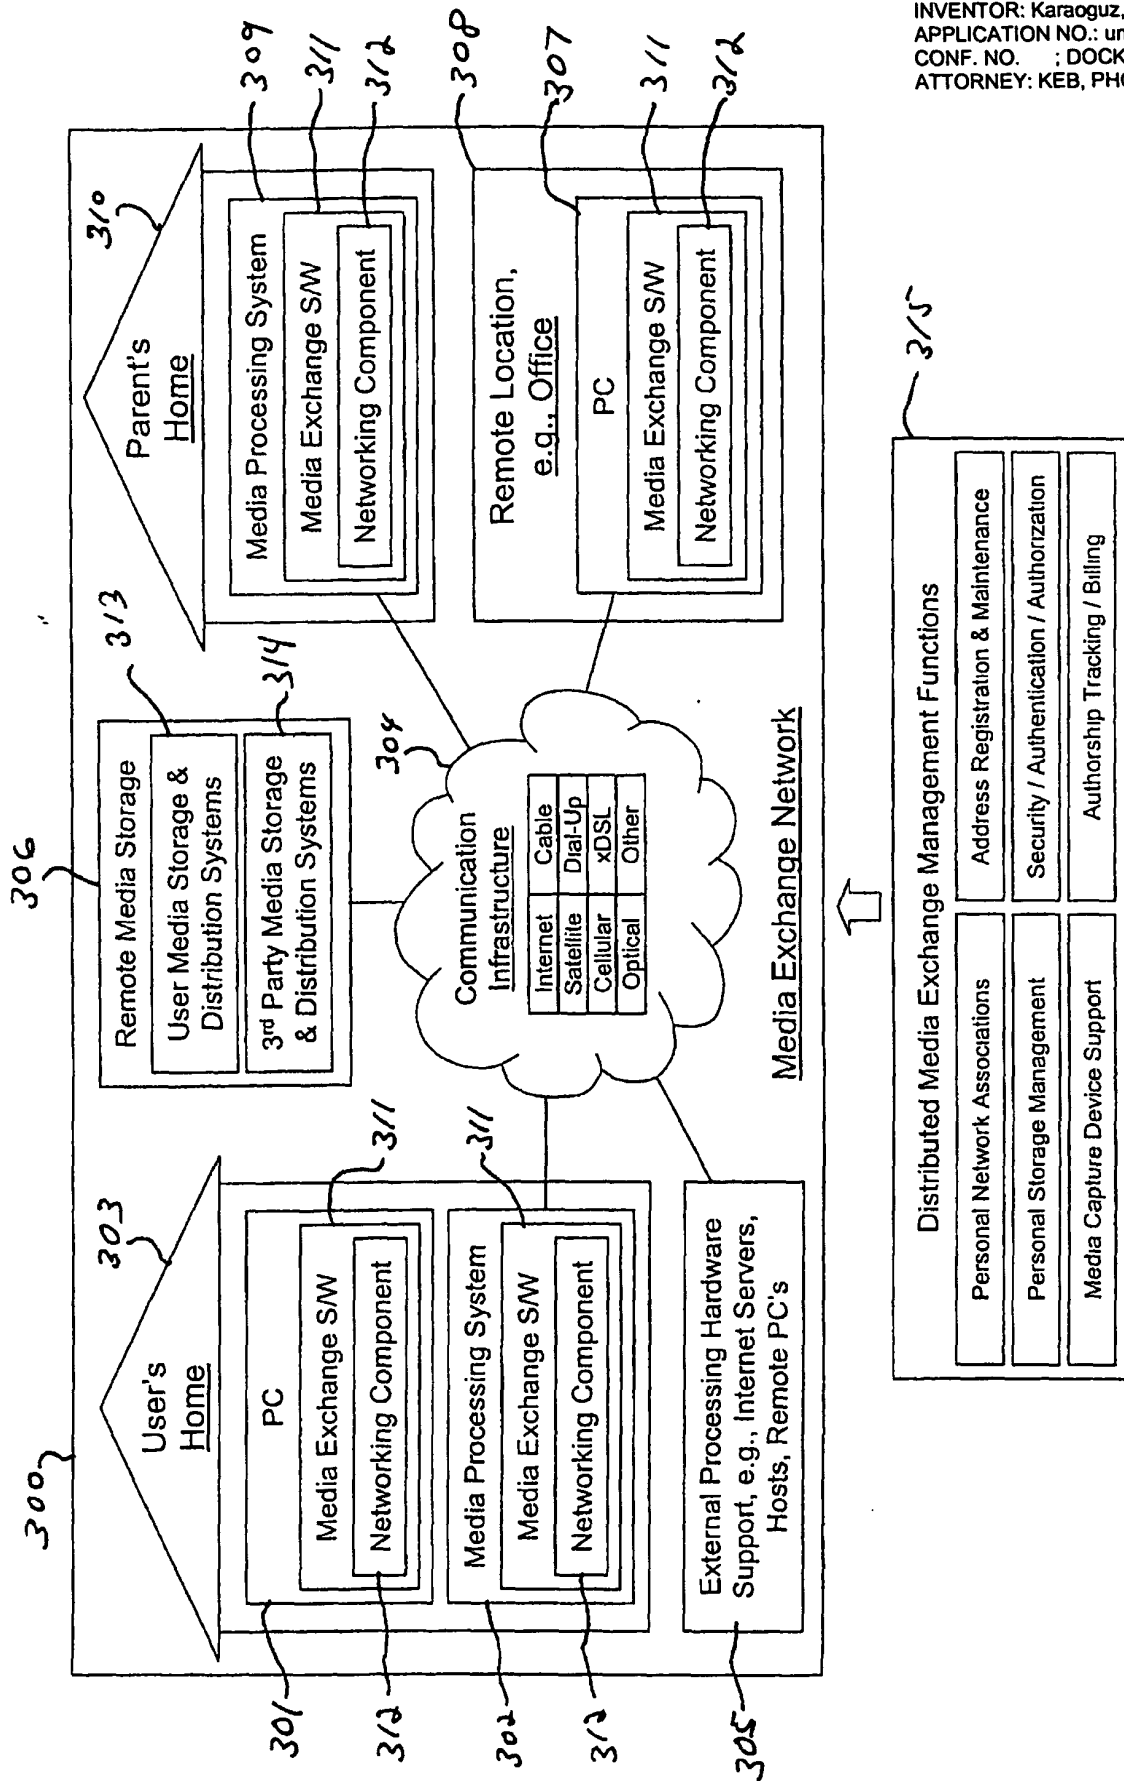 INVENTOR: Karaoguz,
APPLICATION NO.: un
CONF. NO. ; DOCK
ATTORNEY: KEB, PHO
300
User's
Home
303
PC
Media Exchange S/W
Networking Component
301
311
312
Media Processing System
Media Exchange S/W
Networking Component
302
311
312
External Processing Hardware
Support, e.g., Internet Servers,
Hosts, Remote PC's
305
306
Remote Media Storage
User Media Storage &
Distribution Systems
313
3rd Party Media Storage
& Distribution Systems
314
304
Communication
Infrastructure
Internet Cable
Satellite Dial-Up
Cellular xDSL
Optical Other
Media Exchange Network
Parent's
Home
310
Media Processing System
Media Exchange S/W
Networking Component
309
311
312
Remote Location,
e.g., Office
308
PC
Media Exchange S/W
Networking Component
307
311
312
315
Distributed Media Exchange Management Functions
Personal Network Associations
Address Registration & Maintenance
Personal Storage Management
Security / Authentication / Authorization
Media Capture Device Support
Authorship Tracking / Billing